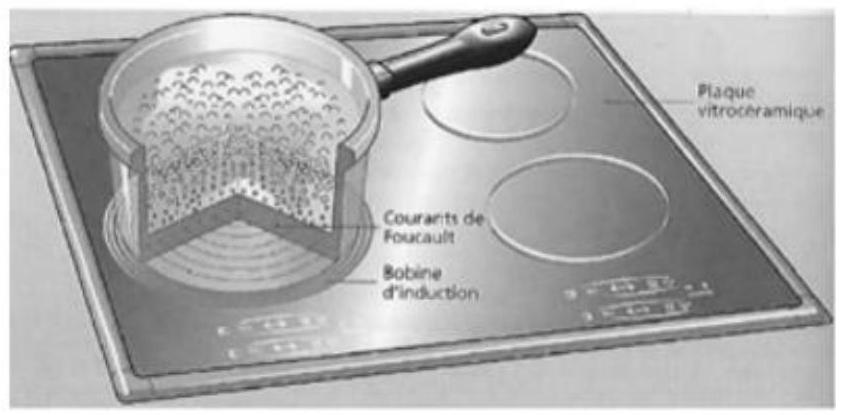 Plaque
vitrocéramique
Courants de
Foucault
Bobine
d'induction